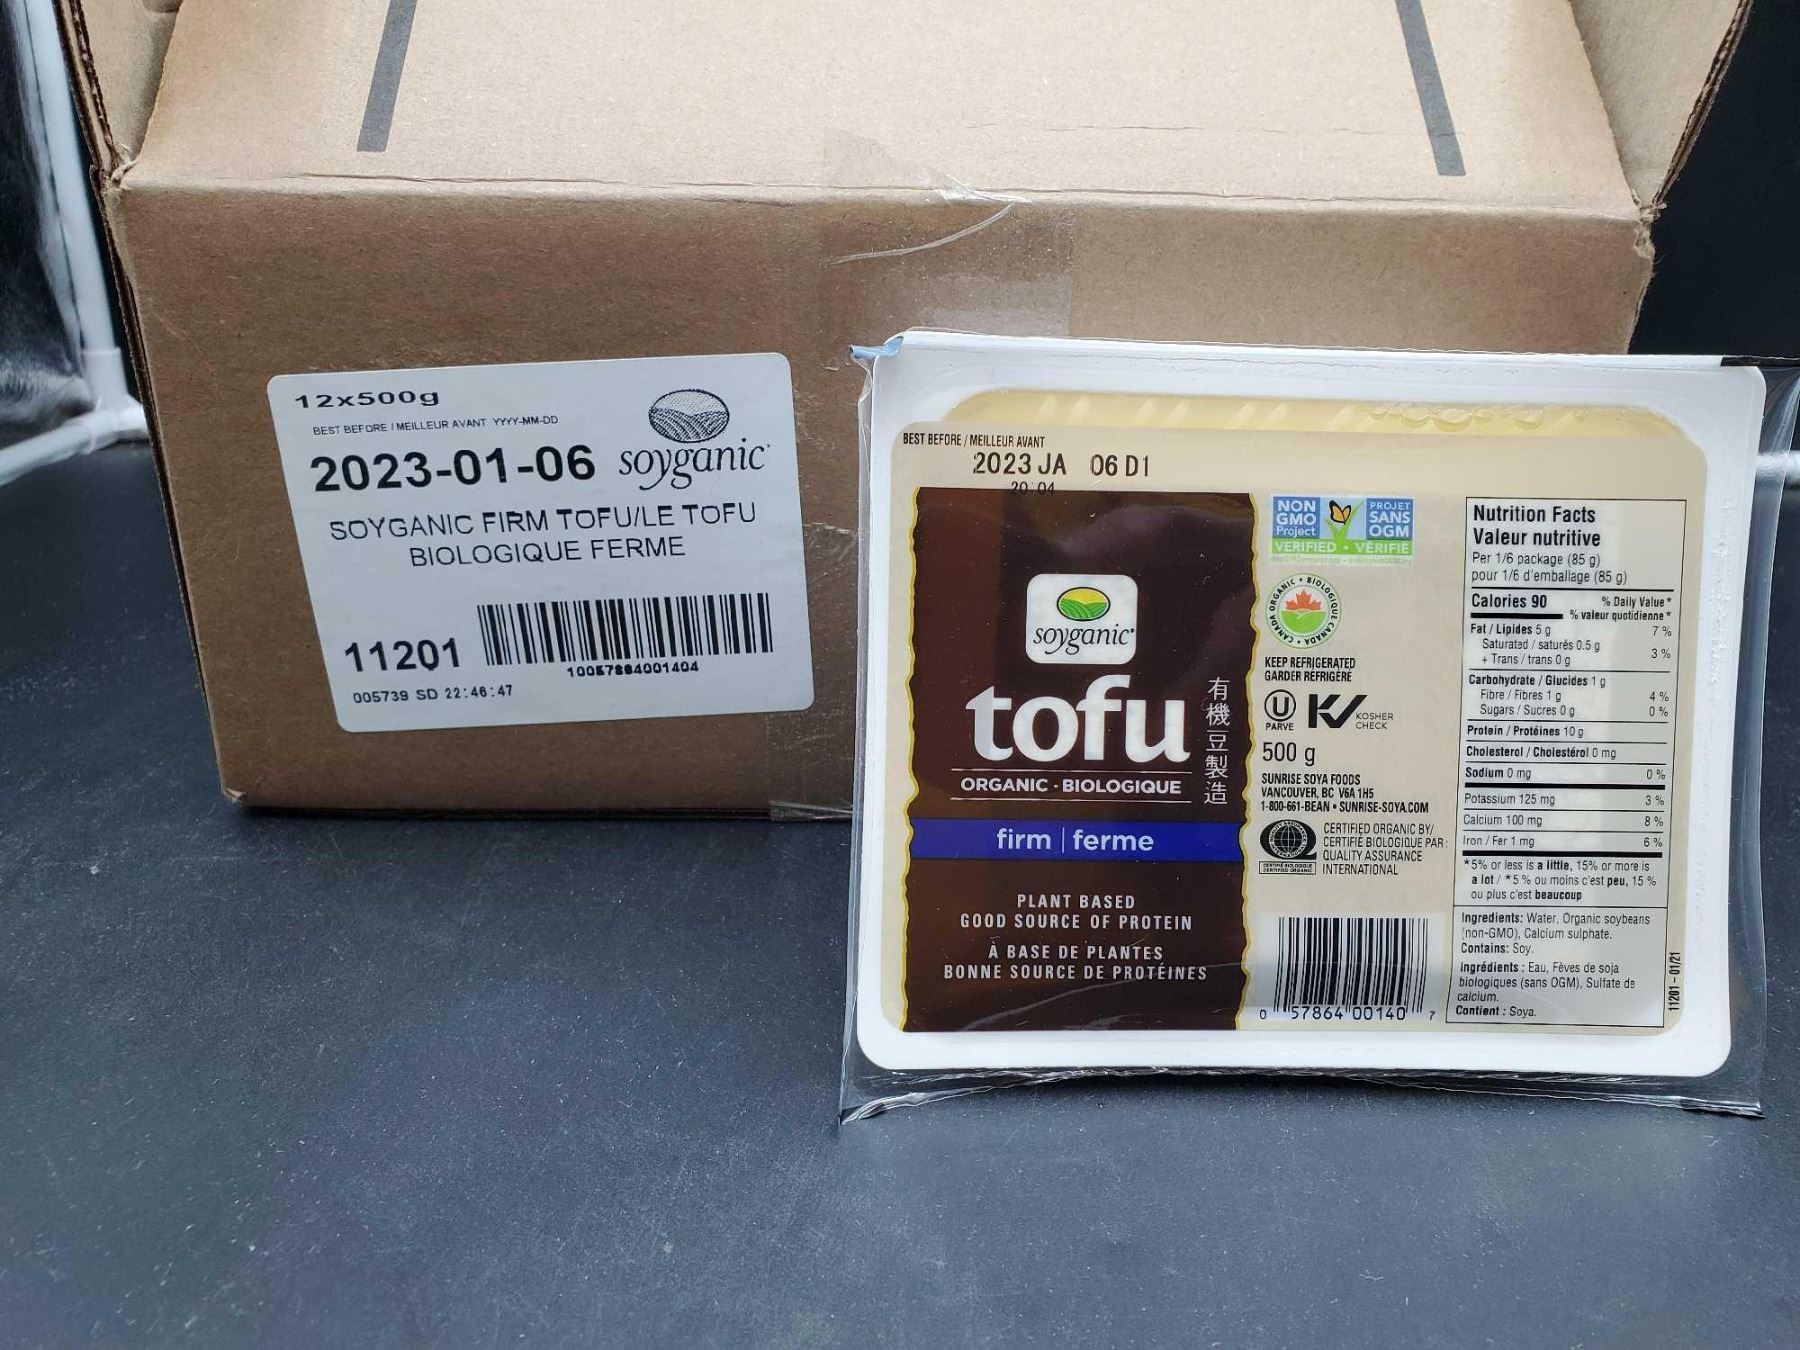 12x500g
BEST BEFORE / MEILLEUR AVANT YYYY-MM-DD
2023-01-06
soyganic
SOYGANIC FIRM TOFU/LE TOFU
BIOLOGIQUE FERME
11201
10057864001404
005739 SD 22:46:47
BEST BEFORE / MEILLEUR AVANT
2023 JA 06 D1
20:04
soyganic
tofu
有機豆製造
ORGANIC · BIOLOGIQUE
firm | ferme
PLANT BASED
GOOD SOURCE OF PROTEIN
À BASE DE PLANTES
BONNE SOURCE DE PROTÉINES
NON
GMO
Project
VERIFIED • VÉRIFIÉ
PROJET
SANS
OGM
CANADA ORGANIC • BIOLOGIQUE CANADA •
KEEP REFRIGERATED
GARDER RÉFRIGÉRÉ
U
PARVE
K
KOSHER
CHECK
500 g
SUNRISE SOYA FOODS
VANCOUVER, BC V6A 1H5
1-800-661-BEAN • SUNRISE-SOYA.COM
CERTIFIÉ BIOLOGIQUE
CERTIFIED ORGANIC
CERTIFIED ORGANIC BY/
CERTIFIÉ BIOLOGIQUE PAR:
QUALITY ASSURANCE
INTERNATIONAL
0 57864 00140 7
Nutrition Facts
Valeur nutritive
Per 1/6 package (85 g)
pour 1/6 d'emballage (85 g)
Calories 90 % Daily Value*
% valeur quotidienne*
Fat / Lipides 5 g 7 %
Saturated / saturés 0.5 g
+ Trans / trans 0 g 3 %
Carbohydrate / Glucides 1 g
Fibre / Fibres 1 g 4 %
Sugars / Sucres 0 g 0 %
Protein / Protéines 10 g
Cholesterol / Cholestérol 0 mg
Sodium 0 mg 0 %
Potassium 125 mg 3 %
Calcium 100 mg 8 %
Iron / Fer 1 mg 6 %
*5% or less is a little, 15% or more is
a lot / *5 % ou moins c'est peu, 15 %
ou plus c'est beaucoup
Ingredients: Water, Organic soybeans
(non-GMO), Calcium sulphate.
Contains: Soy.
Ingrédients : Eau, Fèves de soja
biologiques (sans OGM), Sulfate de
calcium.
Contient : Soya.
11201 - 01/21